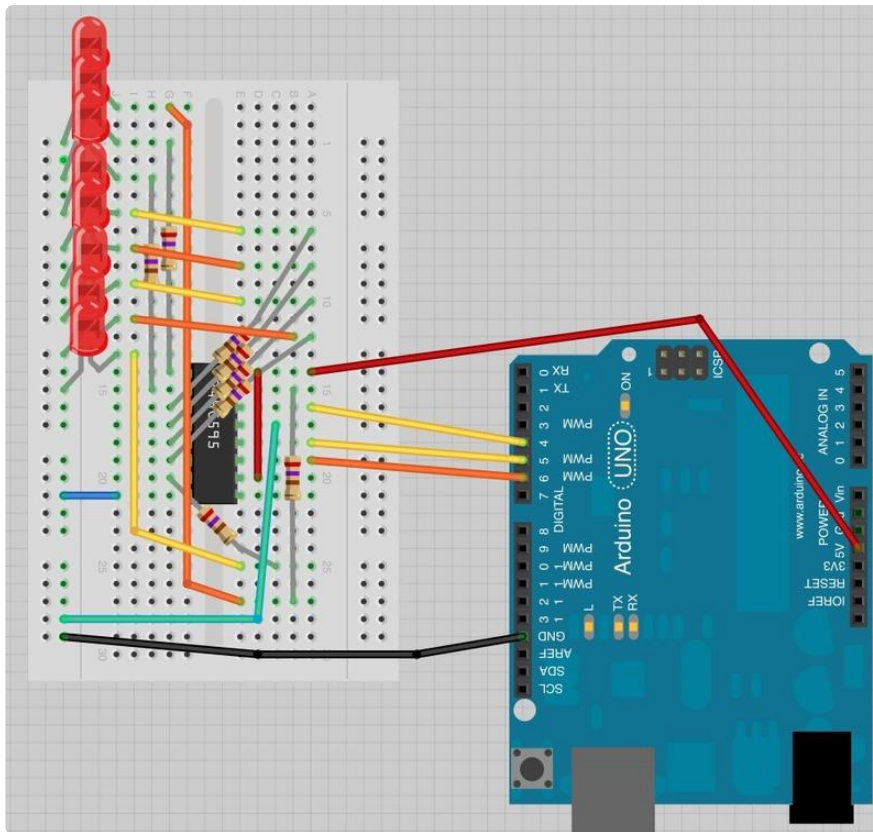 J I H G F E D C B A
1
5
10
15
20
25
30
595
RX 0
TX 1
2
PWM 3
4
PWM 5
PWM 6
7
DIGITAL
8
PWM 9
PWM 10
PWM 11
12
13
GND
AREF
SDA
SCL
ON
L
TX
RX
Arduino UNO
1
ICSP
5
4
3
2
1
0
ANALOG IN
www.arduino
POWER
Vin
5V
3V3
RESET
IOREF